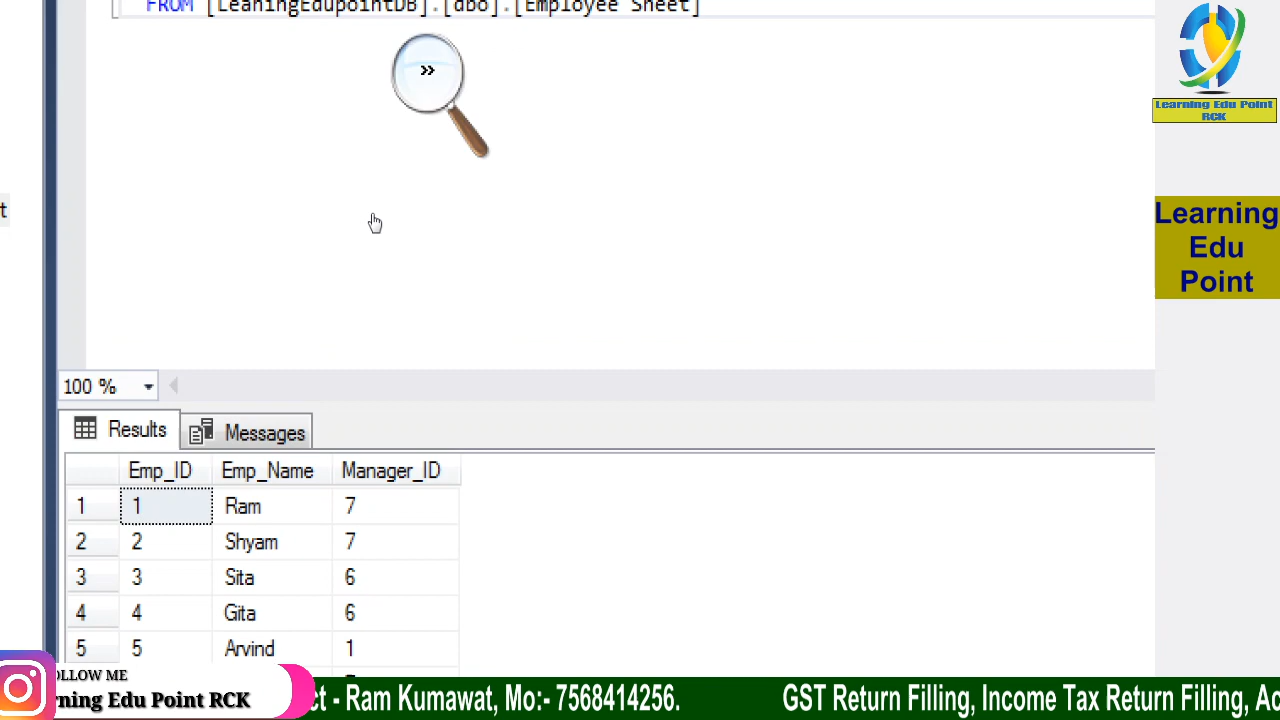 FROM [LeaningEdupointDB].[dbo].[Employee Sheet]
»
Learning Edu Point
RCK
t
Learning
Edu
Point
100 %
Results Messages
Emp_ID Emp_Name Manager_ID
1 1 Ram 7
2 2 Shyam 7
3 3 Sita 6
4 4 Gita 6
5 5 Arvind 1
OLLOW ME
rning Edu Point RCK
ct - Ram Kumawat, Mo:- 7568414256. GST Return Filling, Income Tax Return Filling, Ac